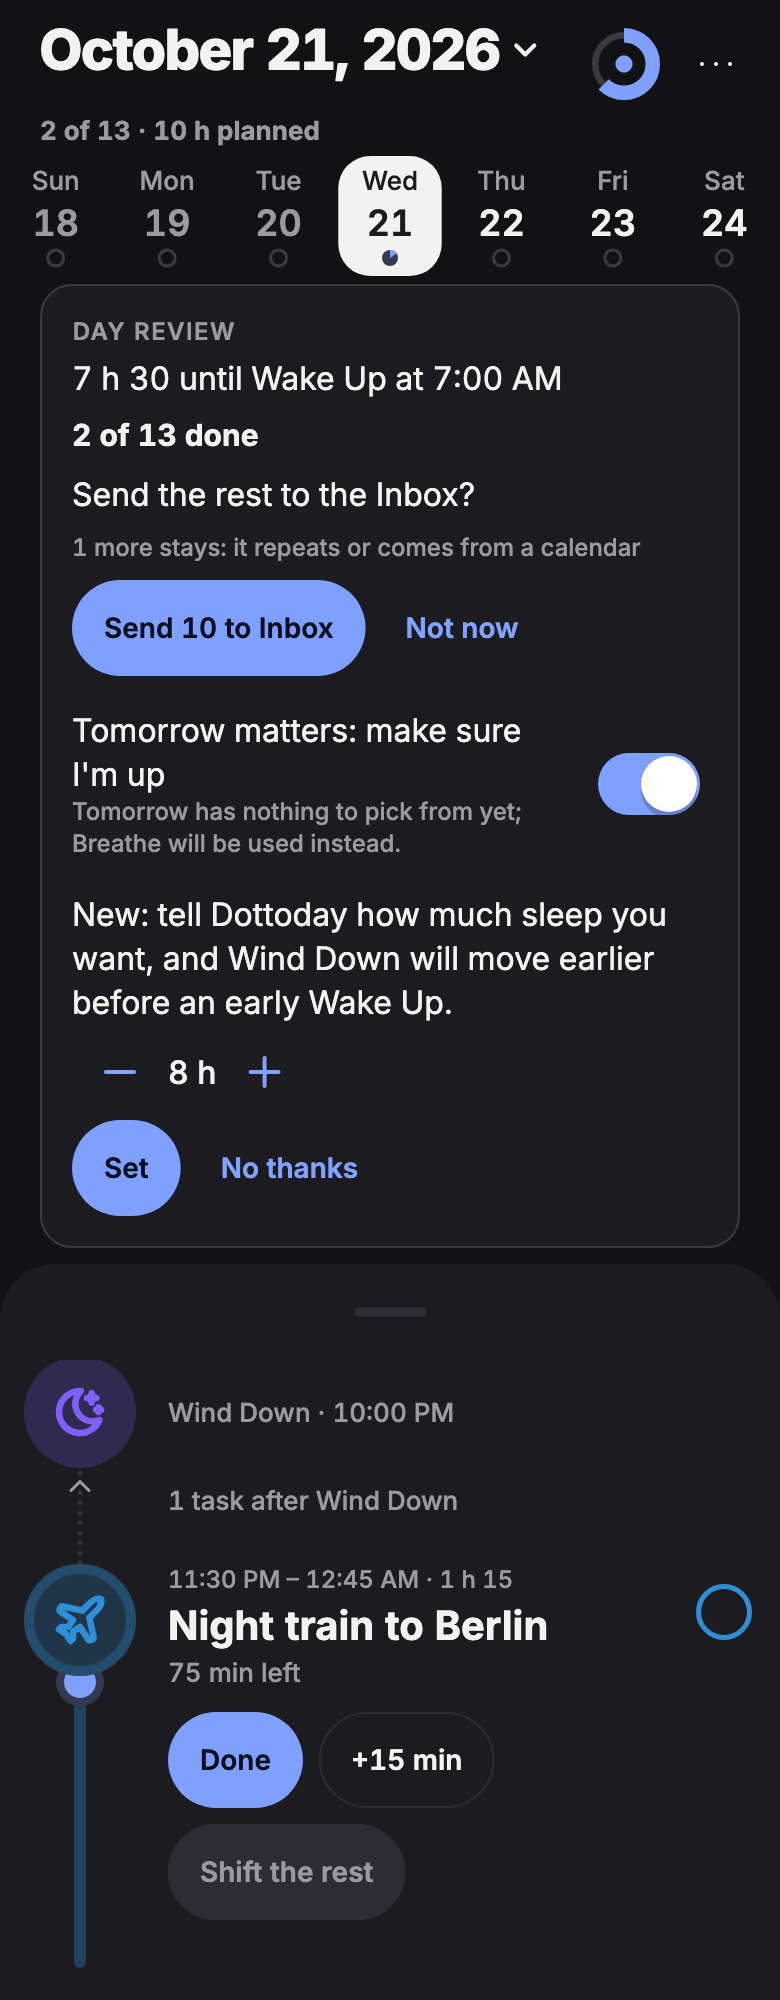 October 21, 2026
2 of 13 · 10 h planned
Sun Mon Tue Wed Thu Fri Sat
18 19 20 21 22 23 24
DAY REVIEW
7 h 30 until Wake Up at 7:00 AM
2 of 13 done
Send the rest to the Inbox?
1 more stays: it repeats or comes from a calendar
Send 10 to Inbox Not now
Tomorrow matters: make sure
I'm up
Tomorrow has nothing to pick from yet;
Breathe will be used instead.
New: tell Dottoday how much sleep you
want, and Wind Down will move earlier
before an early Wake Up.
8 h
Set No thanks
Wind Down · 10:00 PM
1 task after Wind Down
11:30 PM – 12:45 AM · 1 h 15
Night train to Berlin
75 min left
Done +15 min
Shift the rest